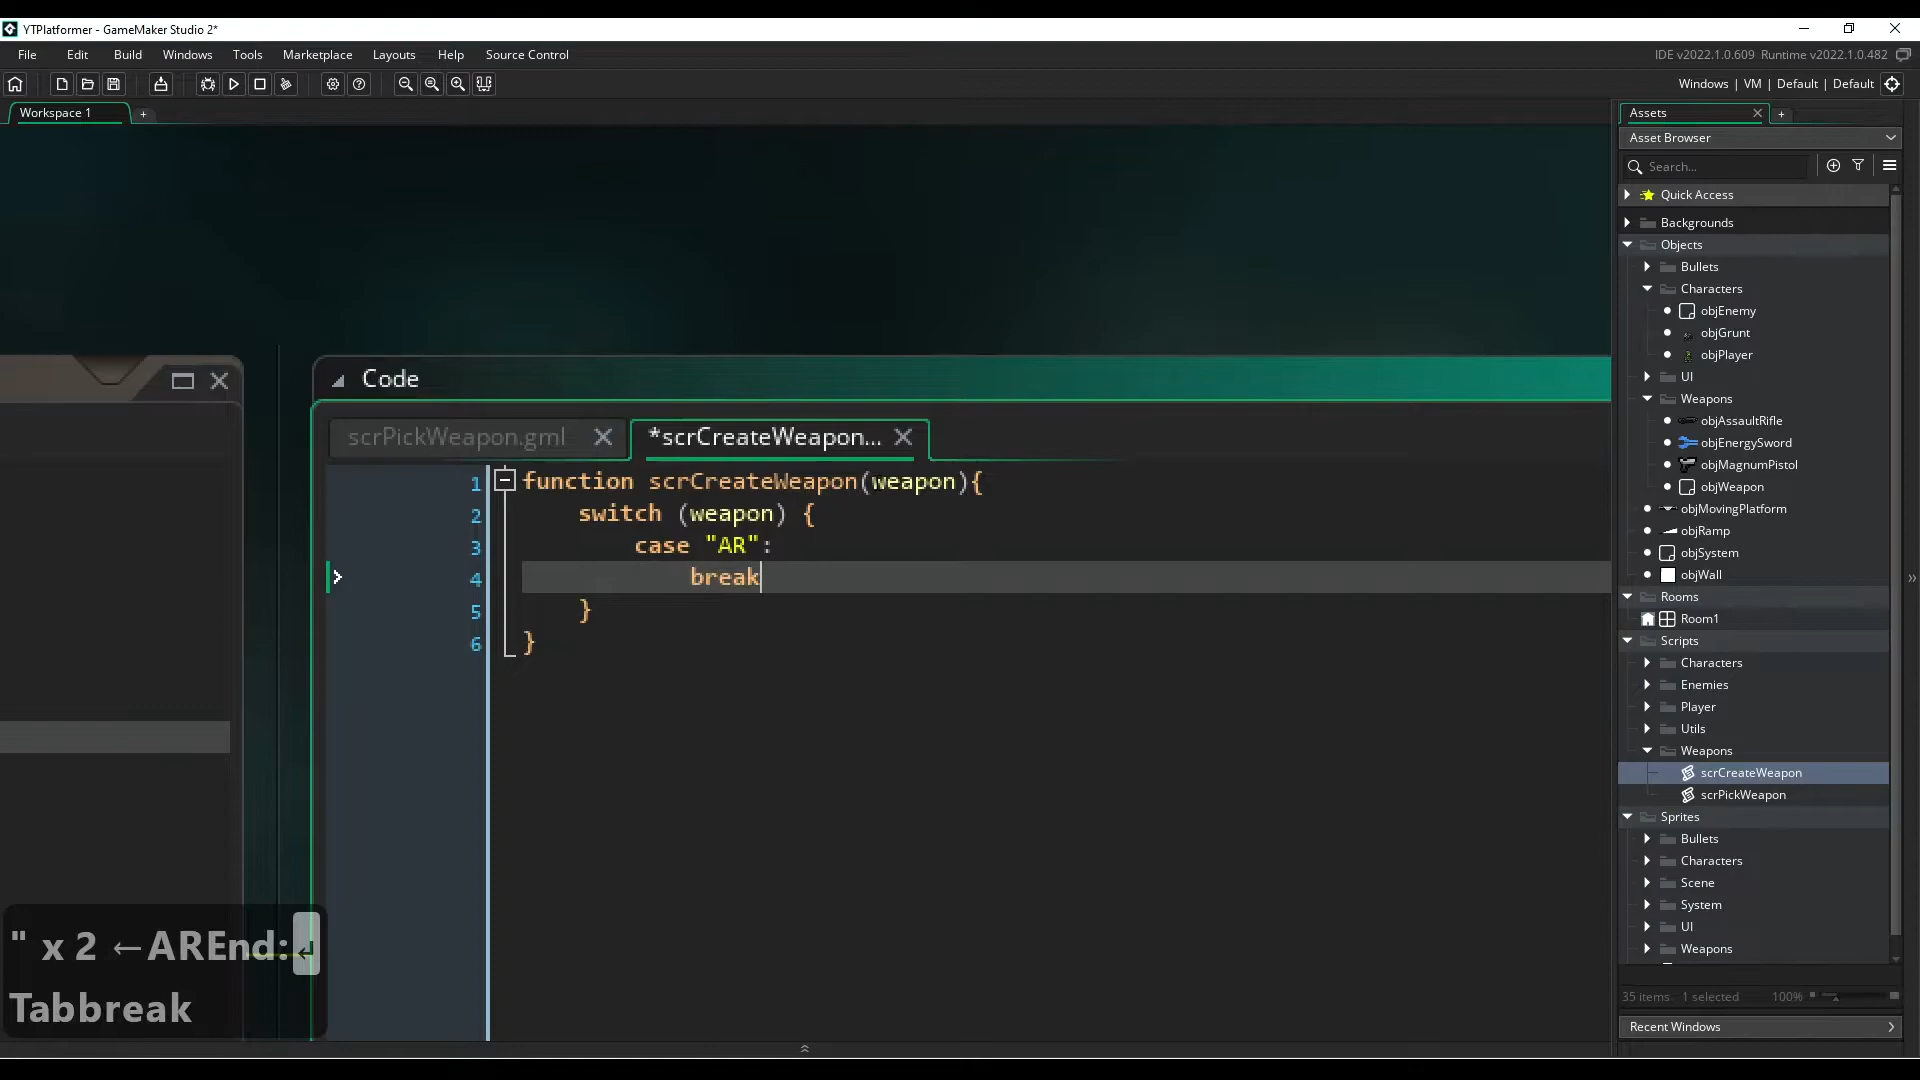 YTPlatformer - GameMaker Studio 2*
File Edit Build Windows Tools Marketplace Layouts Help Source Control
IDE v2022.1.0.609 Runtime v2022.1.0.482
Windows | VM | Default | Default
Workspace 1 +
Assets +
Asset Browser
Search...
Quick Access
Backgrounds
Objects
Bullets
Characters
objEnemy
objGrunt
objPlayer
UI
Weapons
objAssaultRifle
objEnergySword
objMagnumPistol
objWeapon
objMovingPlatform
objRamp
objSystem
objWall
Rooms
Room1
Scripts
Characters
Enemies
Player
Utils
Weapons
scrCreateWeapon
scrPickWeapon
Sprites
Bullets
Characters
Scene
System
UI
Weapons
35 items 1 selected 100%
Recent Windows
Code
scrPickWeapon.gml *scrCreateWeapon...
1 function scrCreateWeapon(weapon){
2 switch (weapon) {
3 case "AR":
4 break
5 }
6 }
" x 2 ←AREnd:↵
Tabbreak